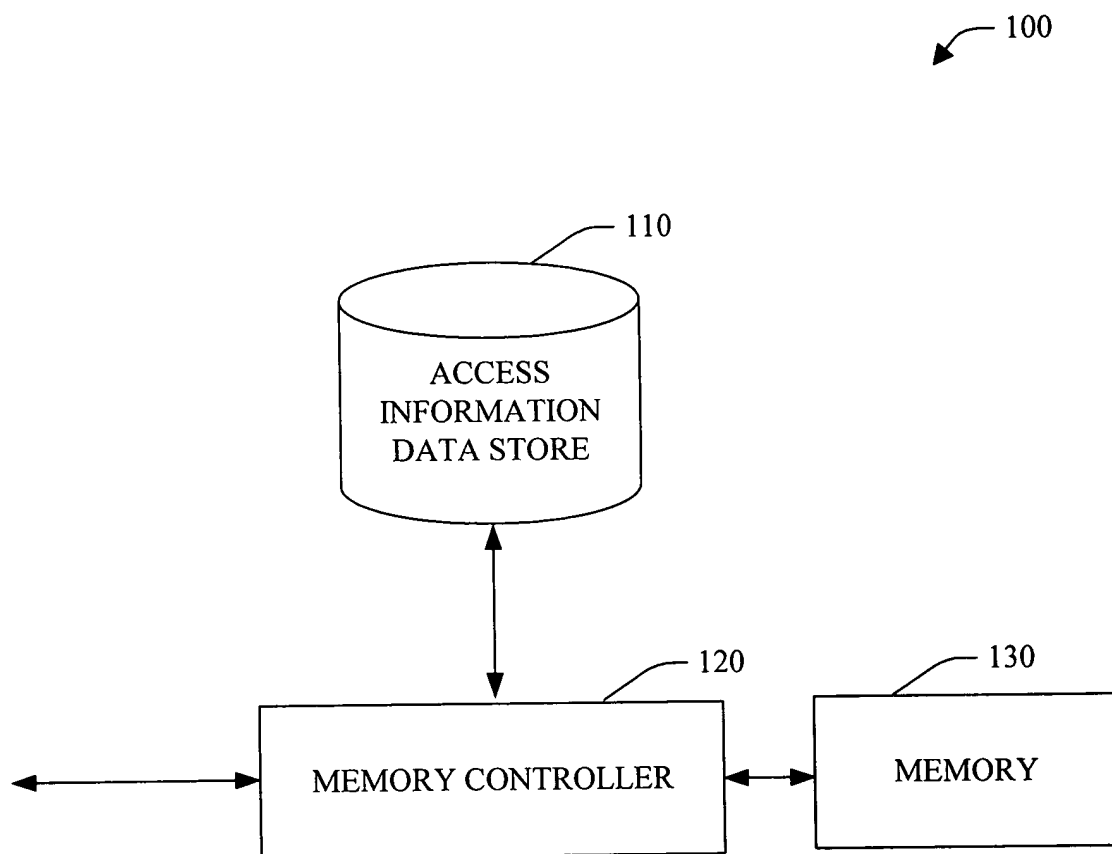 100
110
ACCESS
INFORMATION
DATA STORE
120
130
MEMORY CONTROLLER
MEMORY